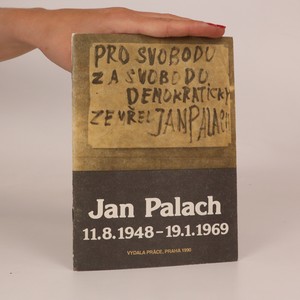 PRO SVOBODU
ZA SVOBODU
DEMOKRATICKY
ZEMŘEL JAN PALACH
Jan Palach
11.8.1948 – 19.1.1969
VYDALA PRÁCE, PRAHA 1990